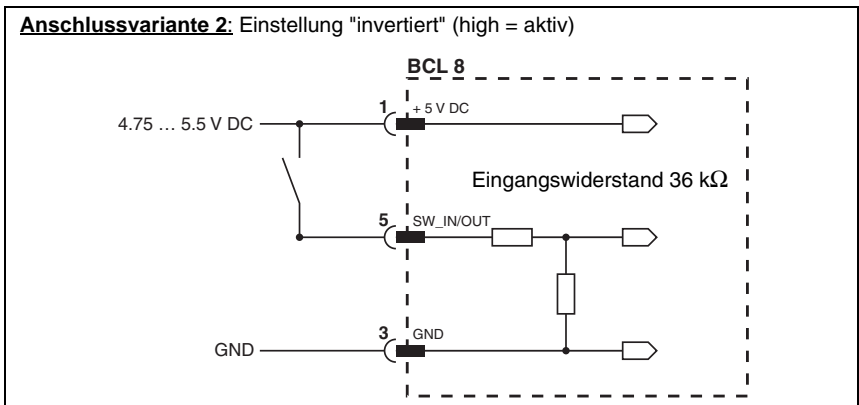 Anschlussvariante 2: Einstellung "invertiert" (high = aktiv)
BCL 8
1
+ 5 V DC
4.75 … 5.5 V DC
Eingangswiderstand 36 kΩ
5
SW_IN/OUT
3
GND
GND